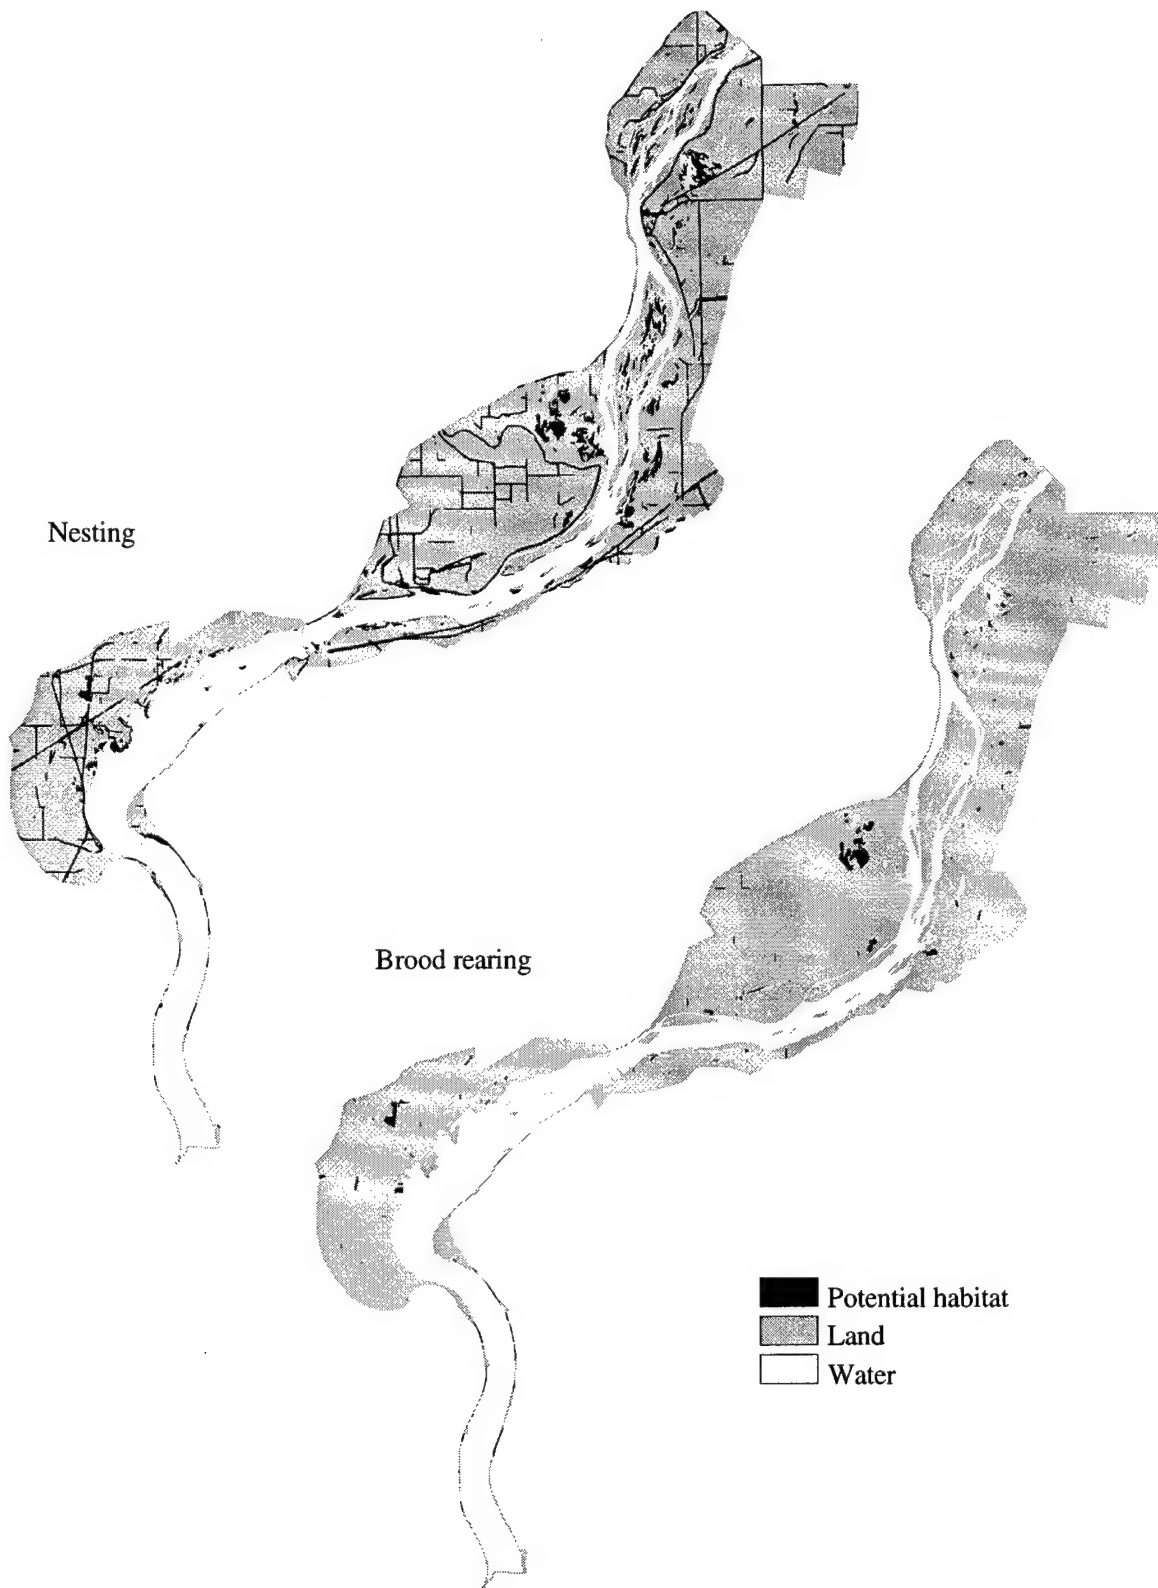 Nesting
Brood rearing
Potential habitat
Land
Water